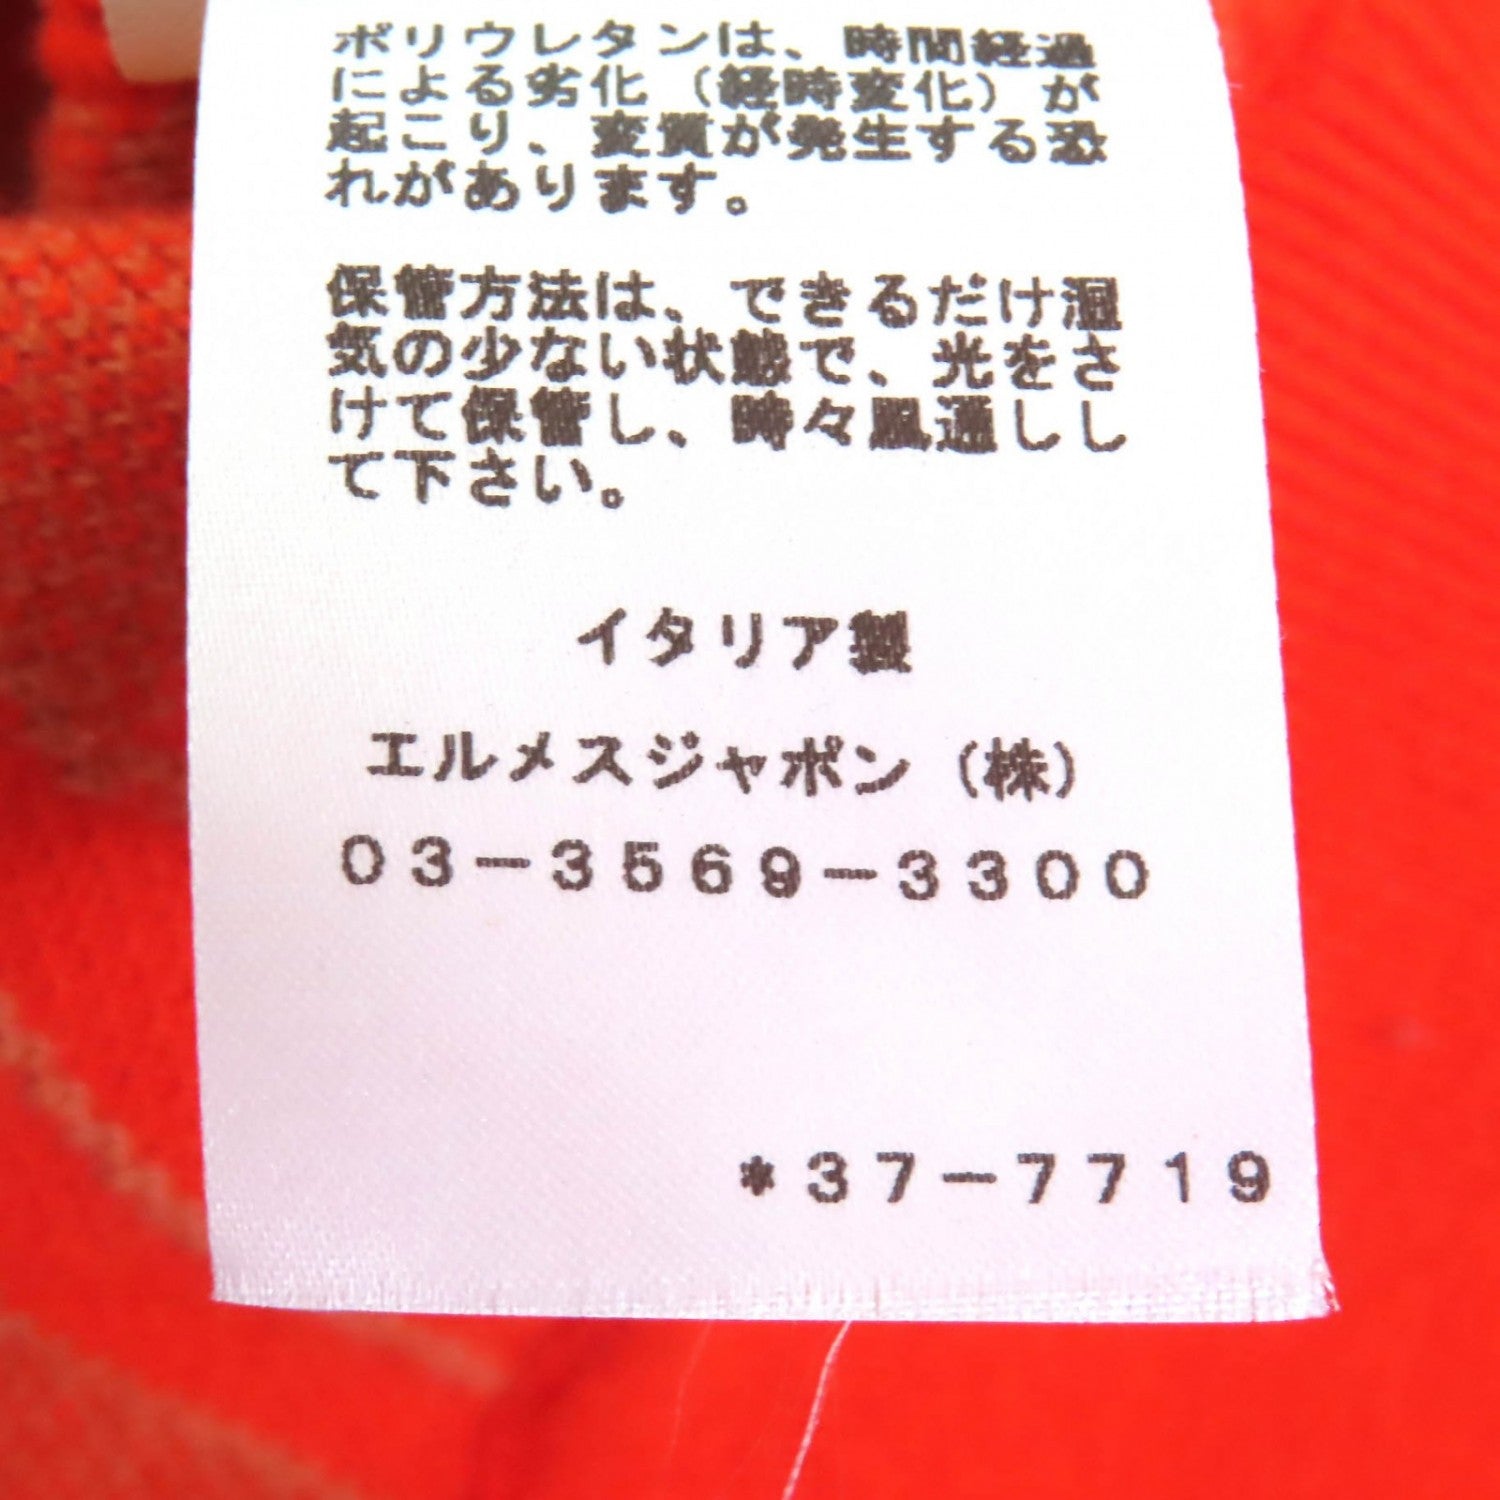 ポリウレタンは、時間経過
による劣化（経時変化）が
起こり、変質が発生する恐
れがあります。
保管方法は、できるだけ湿
気の少ない状態で、光をさ
けて保管し、時々風通しし
て下さい。
イタリア製
エルメスジャポン（株）
０３－３５６９－３３００
＊３７－７７１９